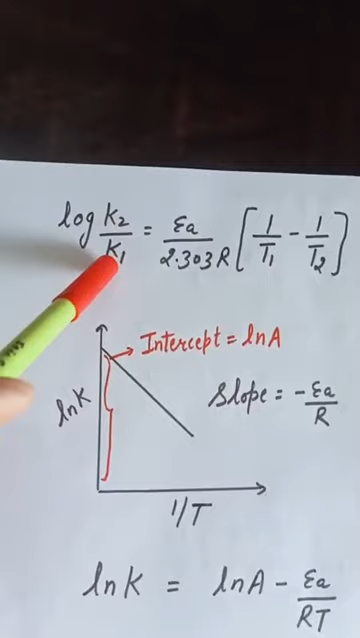 log K₂/K₁ = Ea/2.303R [1/T₁ - 1/T₂]
Intercept = lnA
lnK
Slope = -Ea/R
1/T
lnK = lnA - Ea/RT